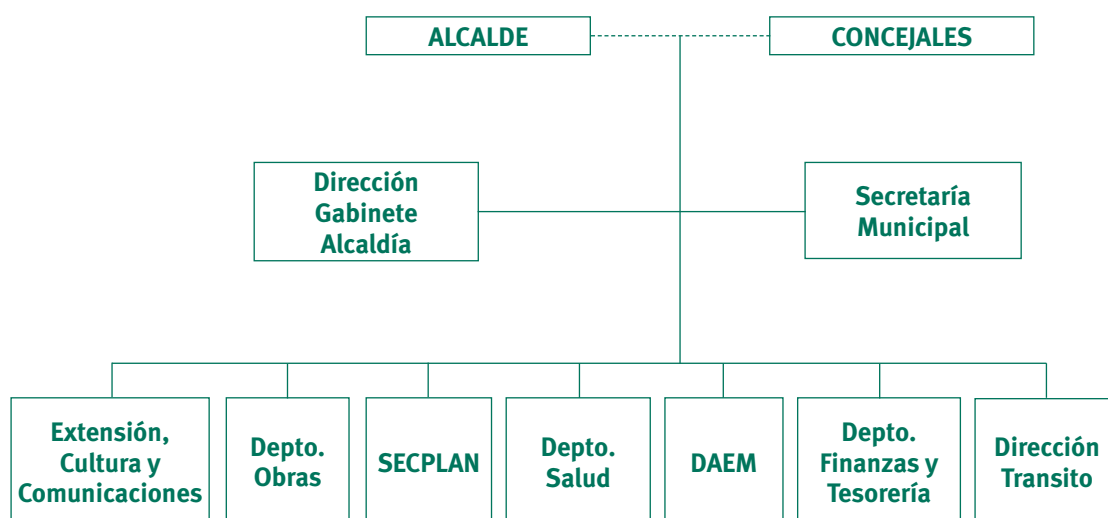 ALCALDE
CONCEJALES
Dirección
Gabinete
Alcaldía
Secretaría
Municipal
Extensión,
Cultura y
Comunicaciones
Depto.
Obras
SECPLAN
Depto.
Salud
DAEM
Depto.
Finanzas y
Tesorería
Dirección
Transito